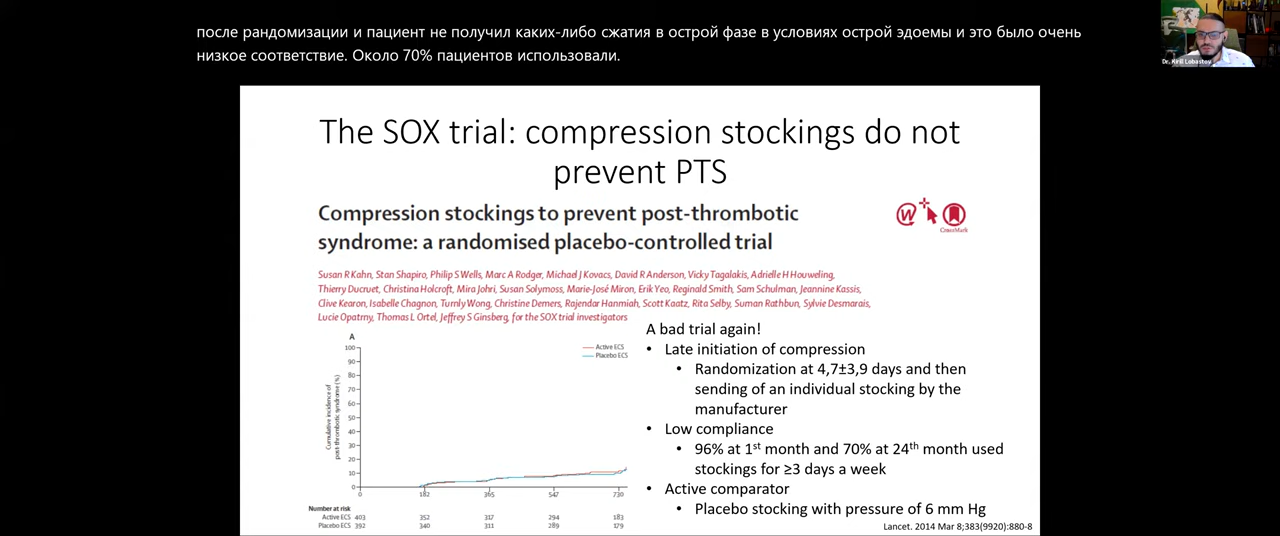 после рандомизации и пациент не получил каких-либо сжатия в острой фазе в условиях острой эдоемы и это было очень
низкое соответствие. Около 70% пациентов использовали.
Dr. Kirill Lobastov
The SOX trial: compression stockings do not
prevent PTS
Compression stockings to prevent post-thrombotic
syndrome: a randomised placebo-controlled trial
CrossMark
Susan R Kahn, Stan Shapiro, Philip S Wells, Marc A Rodger, Michael J Kovacs, David R Anderson, Vicky Tagalakis, Adrielle H Houweling,
Thierry Ducruet, Christina Holcroft, Mira Johri, Susan Solymoss, Marie-José Miron, Erik Yeo, Reginald Smith, Sam Schulman, Jeannine Kassis,
Clive Kearon, Isabelle Chagnon, Turnly Wong, Christine Demers, Rajendar Hanmiah, Scott Kaatz, Rita Selby, Suman Rathbun, Sylvie Desmarais,
Lucie Opatrny, Thomas L Ortel, Jeffrey S Ginsberg, for the SOX trial investigators
A
Active ECS
Placebo ECS
Cumulative incidence of
post-thrombotic syndrome (%)
100
90
80
70
60
50
40
30
20
10
0
0 182 365 547 730
Number at risk
Active ECS 403 352 317 294 183
Placebo ECS 392 340 311 289 179
A bad trial again!
• Late initiation of compression
• Randomization at 4,7±3,9 days and then
sending of an individual stocking by the
manufacturer
• Low compliance
• 96% at 1st month and 70% at 24th month used
stockings for ≥3 days a week
• Active comparator
• Placebo stocking with pressure of 6 mm Hg
Lancet. 2014 Mar 8;383(9920):880-8